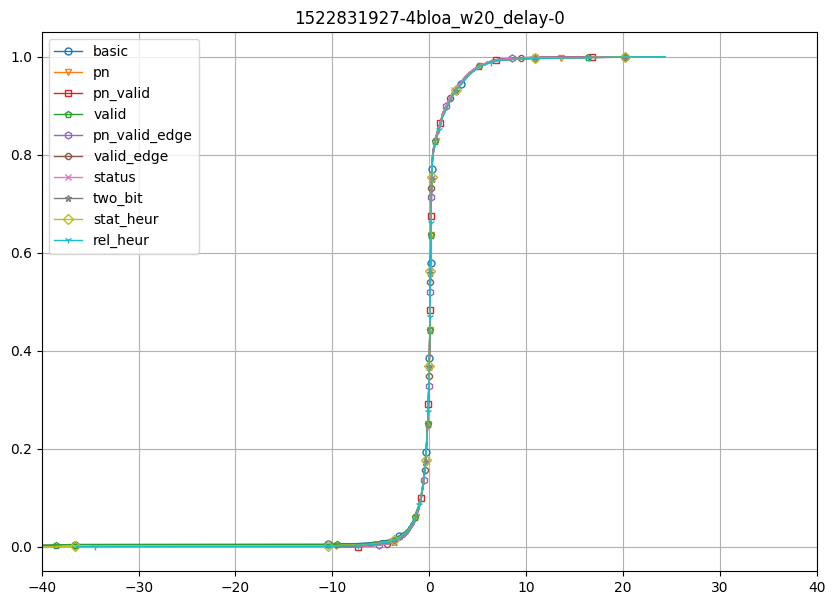 1522831927-4bloa_w20_delay-0
basic
pn
pn_valid
valid
pn_valid_edge
valid_edge
status
two_bit
stat_heur
rel_heur
1.0
0.8
0.6
0.4
0.2
0.0
−40 −30 −20 −10 0 10 20 30 40